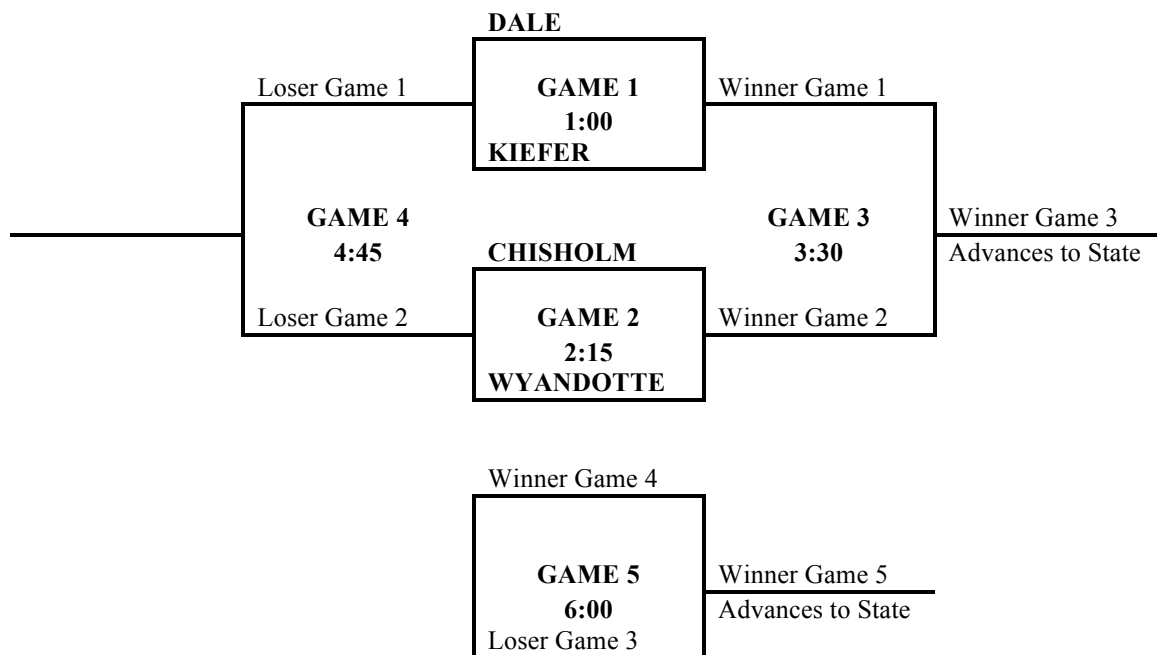 DALE
Loser Game 1
GAME 1
Winner Game 1
1:00
KIEFER
GAME 4
GAME 3
Winner Game 3
4:45
CHISHOLM
3:30
Advances to State
Loser Game 2
GAME 2
Winner Game 2
2:15
WYANDOTTE
Winner Game 4
GAME 5
Winner Game 5
6:00
Advances to State
Loser Game 3